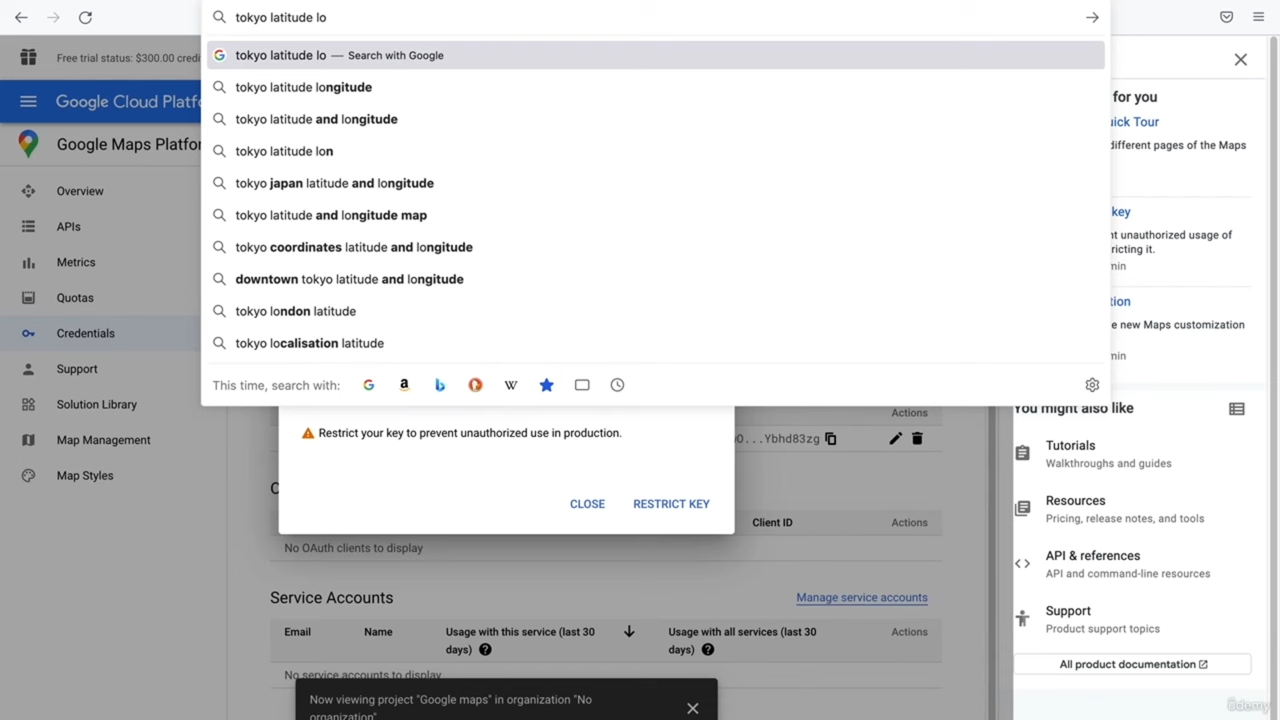 tokyo latitude lo
tokyo latitude lo — Search with Google
tokyo latitude longitude
tokyo latitude and longitude
tokyo latitude lon
tokyo japan latitude and longitude
tokyo latitude and longitude map
tokyo coordinates latitude and longitude
downtown tokyo latitude and longitude
tokyo london latitude
tokyo localisation latitude
This time, search with:
Free trial status: $300.00 credi
Google Cloud Platfo
Google Maps Platfor
Overview
APIs
Metrics
Quotas
Credentials
Support
Solution Library
Map Management
Map Styles
Restrict your key to prevent unauthorized use in production.
CLOSE
RESTRICT KEY
Actions
0...Ybhd83zg
Client ID
Actions
No OAuth clients to display
Service Accounts
Manage service accounts
Email
Name
Usage with this service (last 30
days)
Usage with all services (last 30
days)
Actions
No service accounts to display
Now viewing project "Google maps" in organization "No
organization"
for you
uick Tour
different pages of the Maps
key
nt unauthorized usage of
ricting it.
min
tion
e new Maps customization
min
You might also like
Tutorials
Walkthroughs and guides
Resources
Pricing, release notes, and tools
API & references
API and command-line resources
Support
Product support topics
All product documentation
ûdemy